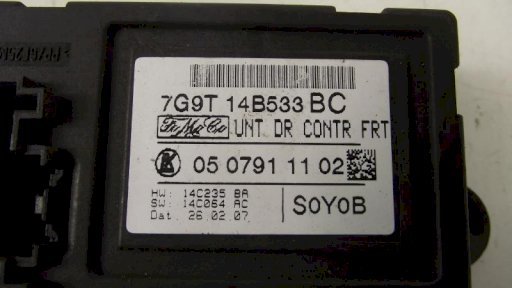 7G9T 14B533 BC
FoMoCo UNT DR CONTR FRT
K 05 0791 11 02
HW: 14C235 BA
SW: 14C064 AC
Dat: 26.02.07
S0Y0B